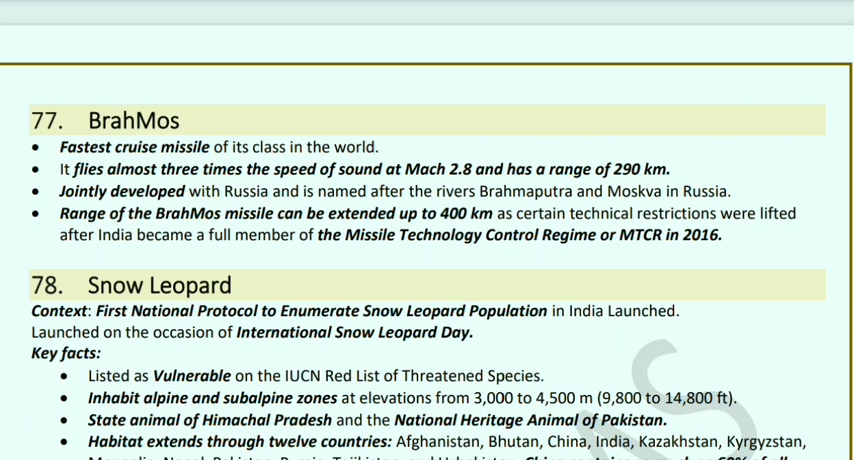 77. BrahMos
• Fastest cruise missile of its class in the world.
• It flies almost three times the speed of sound at Mach 2.8 and has a range of 290 km.
• Jointly developed with Russia and is named after the rivers Brahmaputra and Moskva in Russia.
• Range of the BrahMos missile can be extended up to 400 km as certain technical restrictions were lifted
after India became a full member of the Missile Technology Control Regime or MTCR in 2016.
78. Snow Leopard
Context: First National Protocol to Enumerate Snow Leopard Population in India Launched.
Launched on the occasion of International Snow Leopard Day.
Key facts:
• Listed as Vulnerable on the IUCN Red List of Threatened Species.
• Inhabit alpine and subalpine zones at elevations from 3,000 to 4,500 m (9,800 to 14,800 ft).
• State animal of Himachal Pradesh and the National Heritage Animal of Pakistan.
• Habitat extends through twelve countries: Afghanistan, Bhutan, China, India, Kazakhstan, Kyrgyzstan,